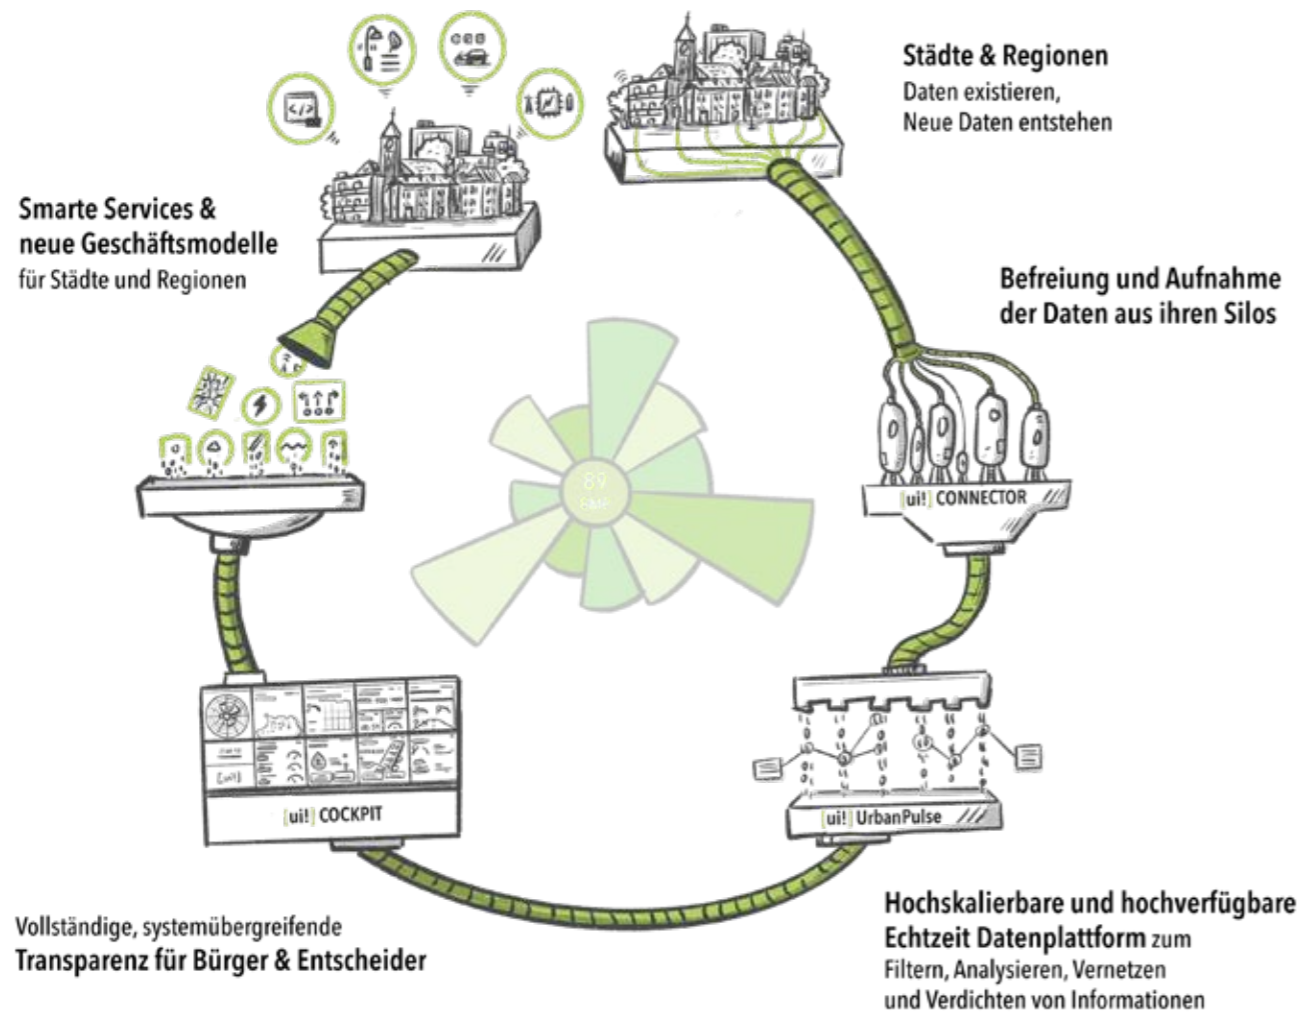 Städte & Regionen
Daten existieren,
Neue Daten entstehen
</>
Smarte Services &
neue Geschäftsmodelle
für Städte und Regionen
Befreiung und Aufnahme
der Daten aus ihren Silos
89
[ui!] CONNECTOR
[ui!] COCKPIT
[ui!] UrbanPulse
Vollständige, systemübergreifende
Transparenz für Bürger & Entscheider
Hochskalierbare und hochverfügbare
Echtzeit Datenplattform zum
Filtern, Analysieren, Vernetzen
und Verdichten von Informationen